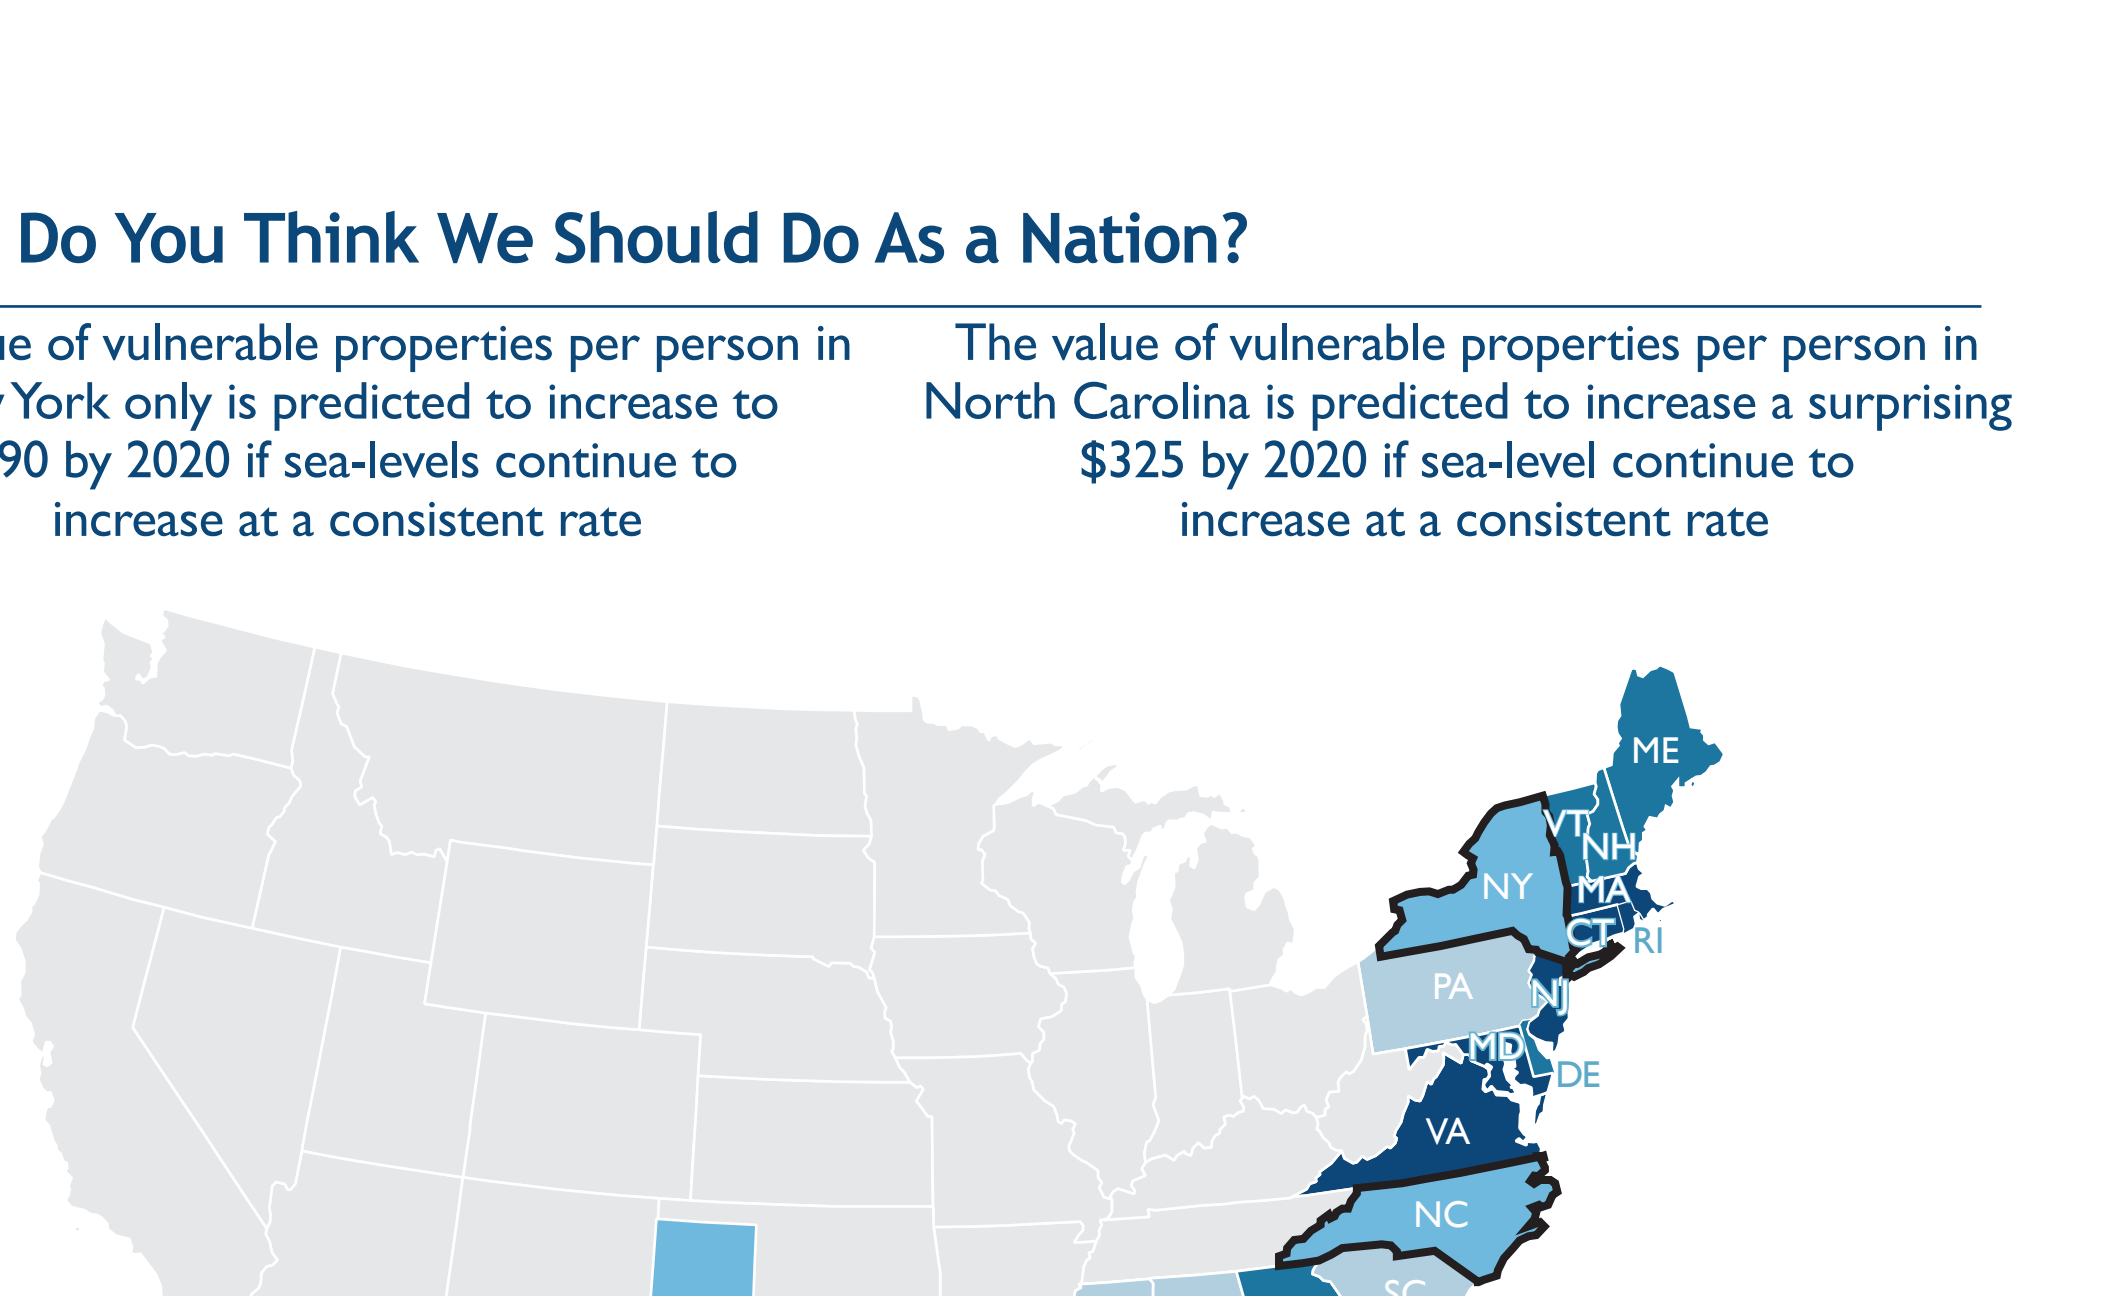 Do You Think We Should Do As a Nation?
of vulnerable properties per person in
York only is predicted to increase to
90 by 2020 if sea-levels continue to
increase at a consistent rate
The value of vulnerable properties per person in
North Carolina is predicted to increase a surprising
$325 by 2020 if sea-level continue to
increase at a consistent rate
ME
VT
NH
NY
MA
CT
RI
PA
NJ
MD
DE
VA
NC
SC